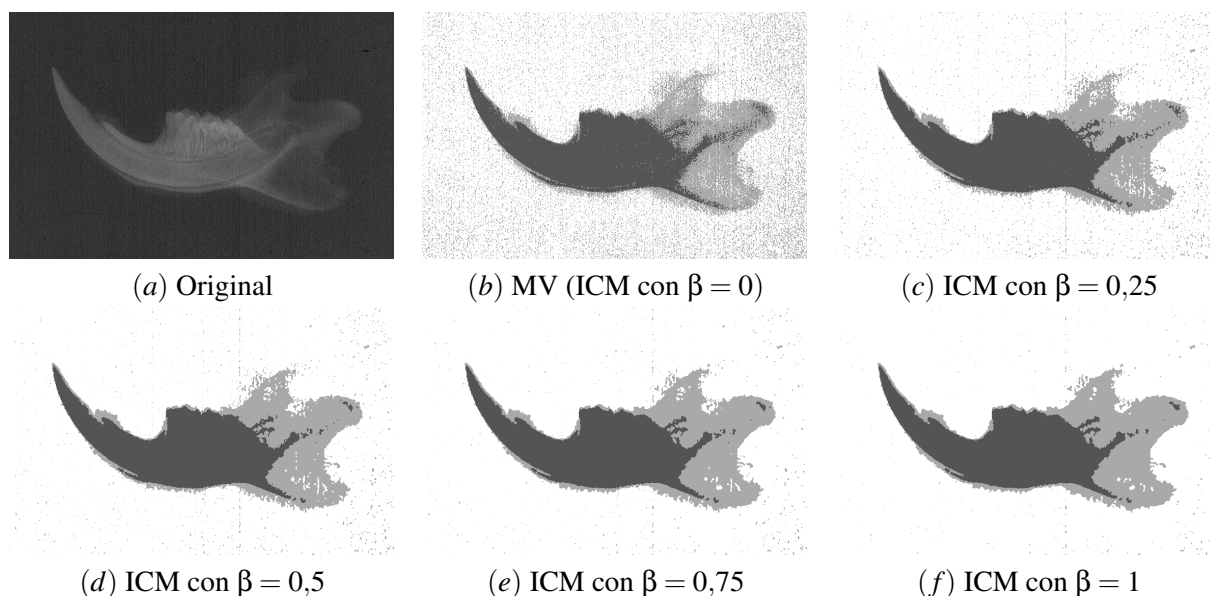 (a) Original
(b) MV (ICM con β = 0)
(c) ICM con β = 0,25
(d) ICM con β = 0,5
(e) ICM con β = 0,75
(f) ICM con β = 1